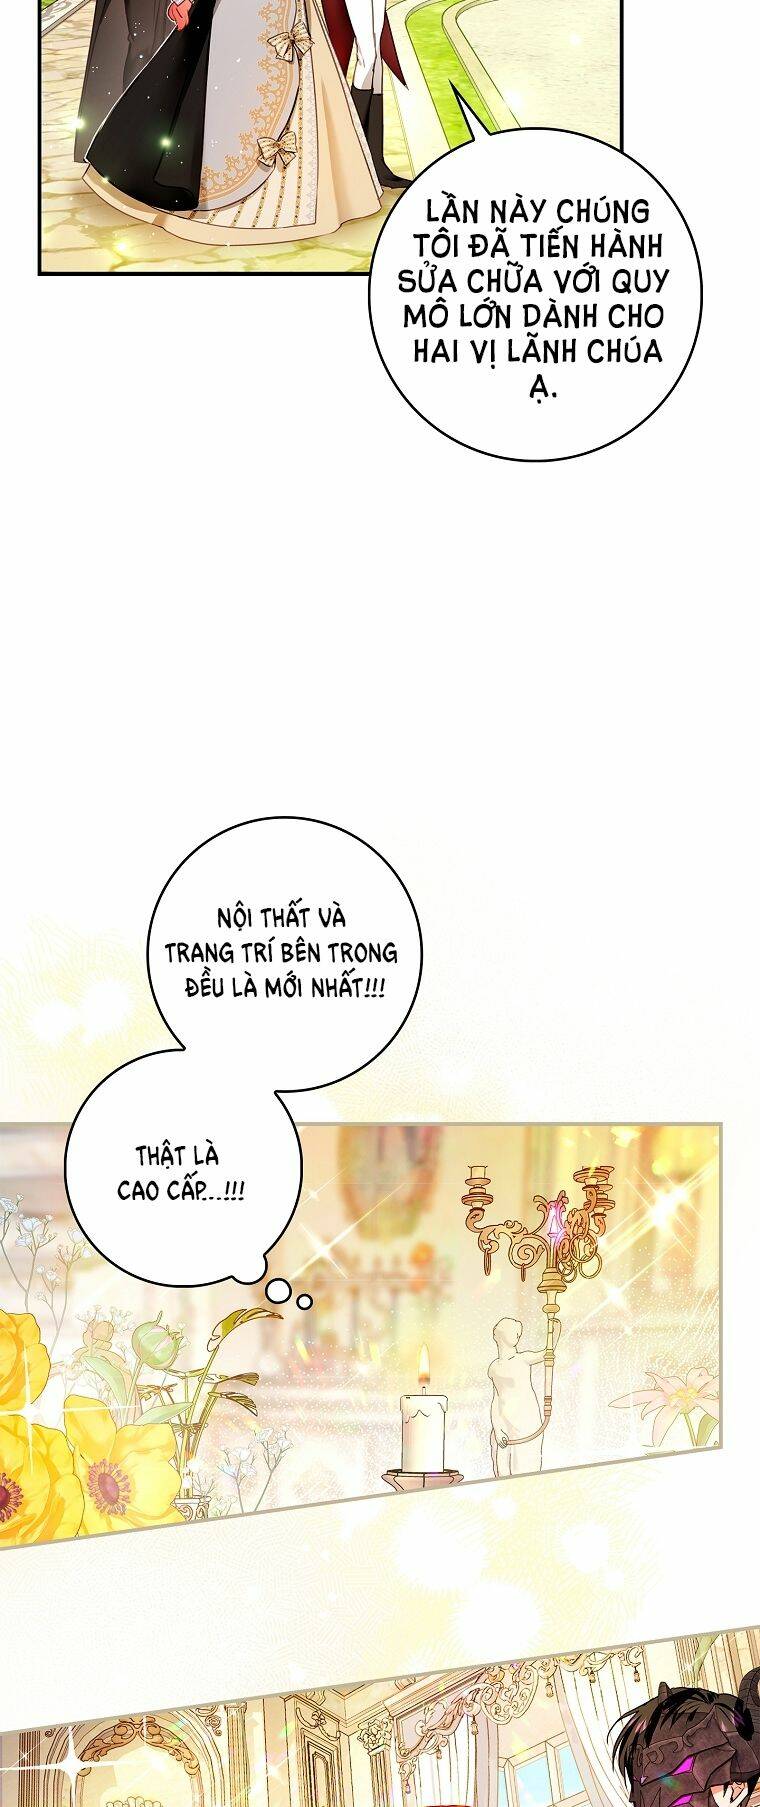 LẦN NÀY CHÚNG
TÔI ĐÃ TIẾN HÀNH
SỬA CHỮA VỚI QUY
MÔ LỚN DÀNH CHO
HAI VỊ LÃNH CHÚA
Ạ.
NỘI THẤT VÀ
TRANG TRÍ BÊN TRONG
ĐỀU LÀ MỚI NHẤT!!!
THẬT LÀ
CAO CẤP...!!!